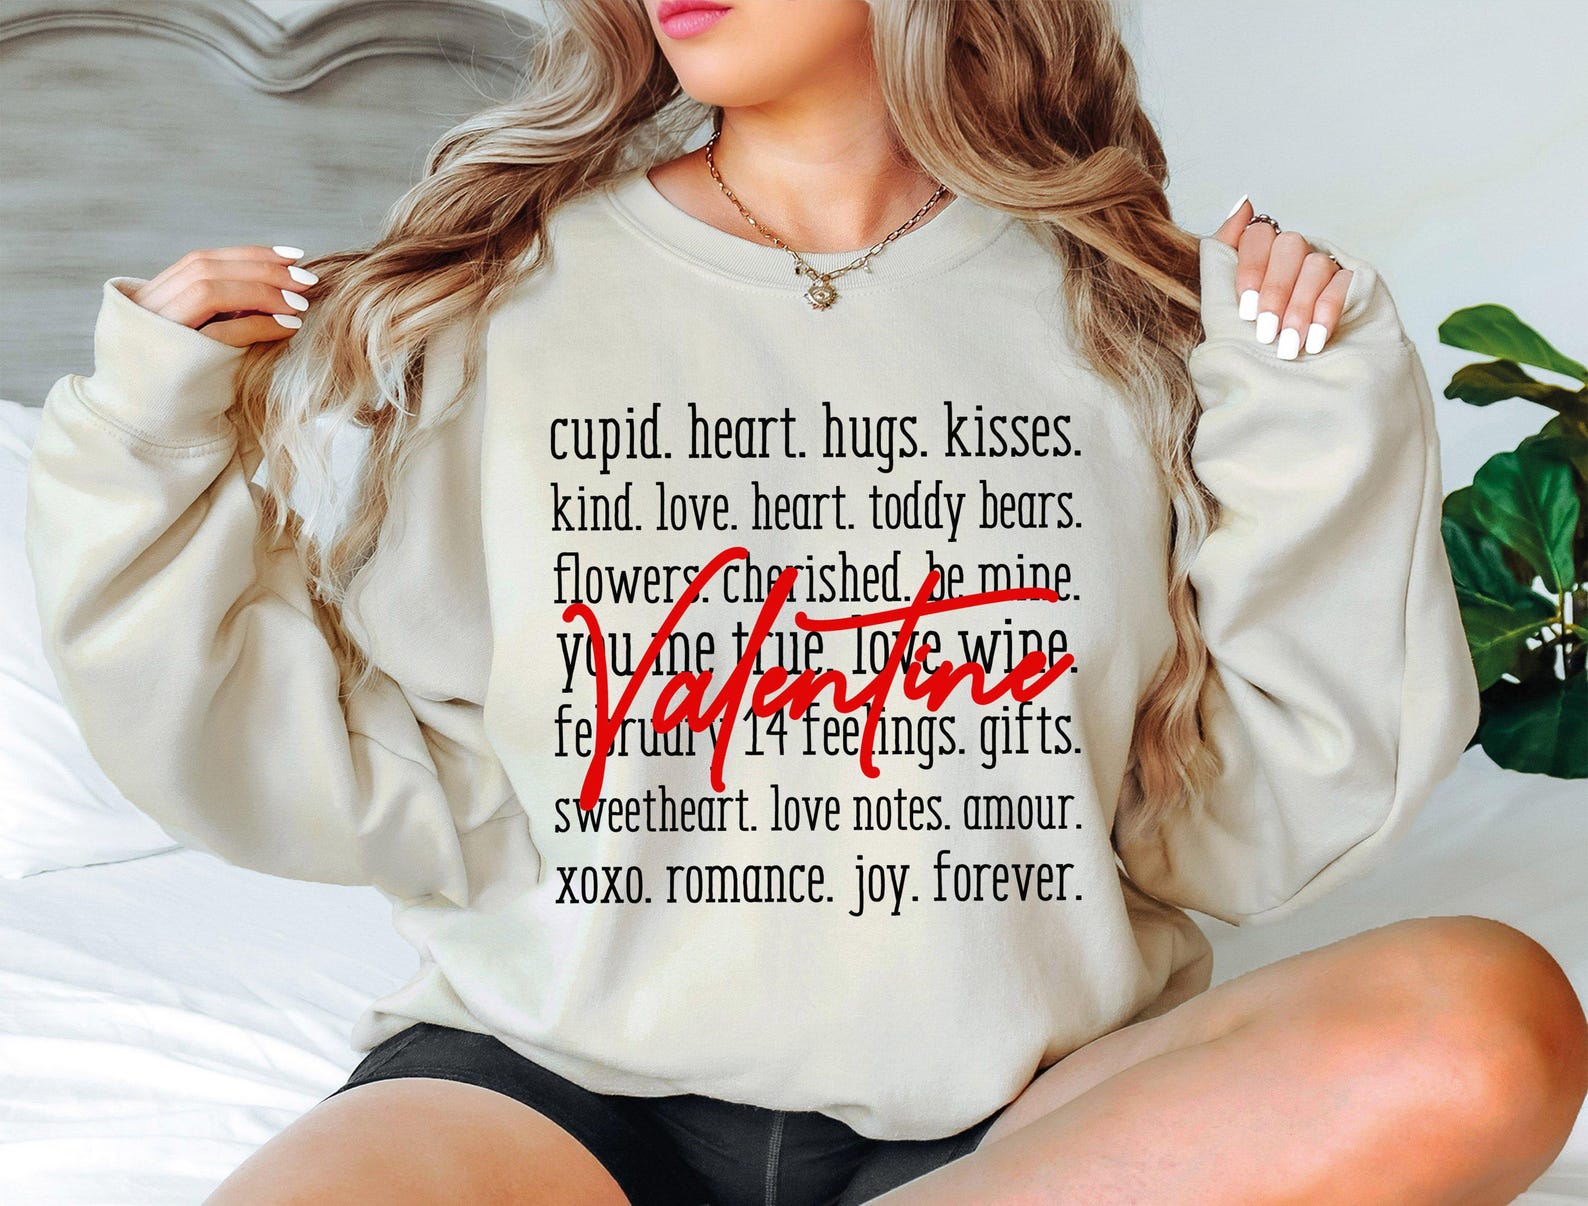 cupid. heart. hugs. kisses.
kind. love. heart. toddy bears.
flowers. cherished. be mine.
you me true. love wine.
Valentine
february 14 feelings. gifts.
sweetheart. love notes. amour.
xoxo. romance. joy. forever.